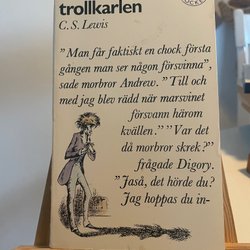 trollkarlen
C. S. Lewis
"Man får faktiskt en chock första
gången man ser någon försvinna",
sade morbror Andrew. "Till och
med jag blev rädd när marsvinet
försvann härom
kvällen." "Var det
då morbror skrek?"
frågade Digory.
"Jaså, det hörde du?
Jag hoppas du in-